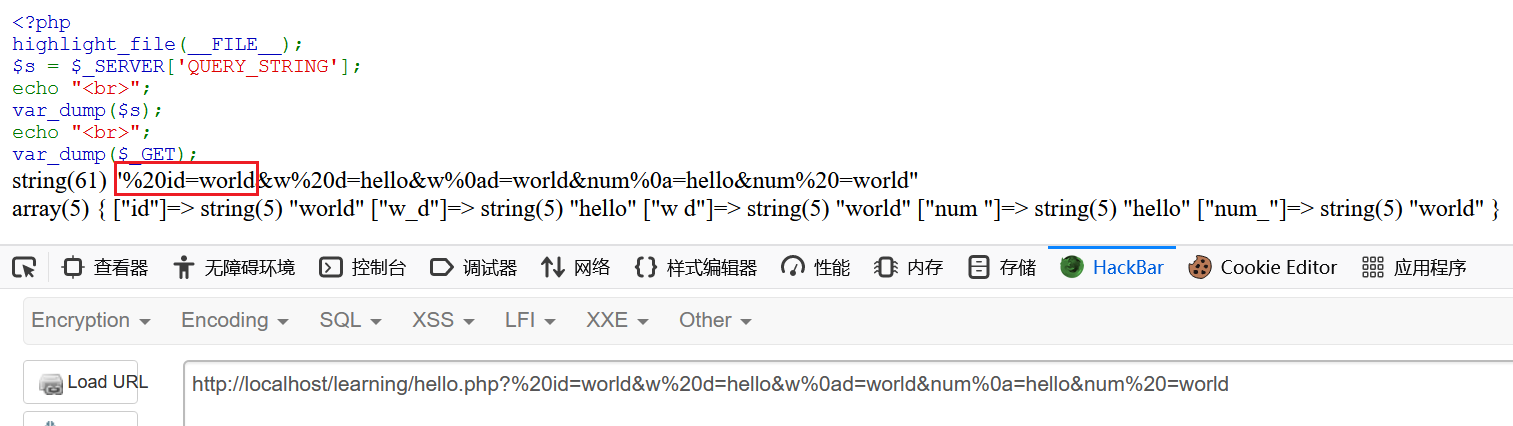 <?php
highlight_file(__FILE__);
$s = $_SERVER['QUERY_STRING'];
echo "<br>";
var_dump($s);
echo "<br>";
var_dump($_GET);
string(61) "%20id=world&w%20d=hello&w%0ad=world&num%0a=hello&num%20=world"
array(5) { ["id"]=> string(5) "world" ["w_d"]=> string(5) "hello" ["w d"]=> string(5) "world" ["num "]=> string(5) "hello" ["num_"]=> string(5) "world" }
查看器 无障碍环境 控制台 调试器 网络 样式编辑器 性能 内存 存储 HackBar Cookie Editor 应用程序
Encryption Encoding SQL XSS LFI XXE Other
Load URL http://localhost/learning/hello.php?%20id=world&w%20d=hello&w%0ad=world&num%0a=hello&num%20=world